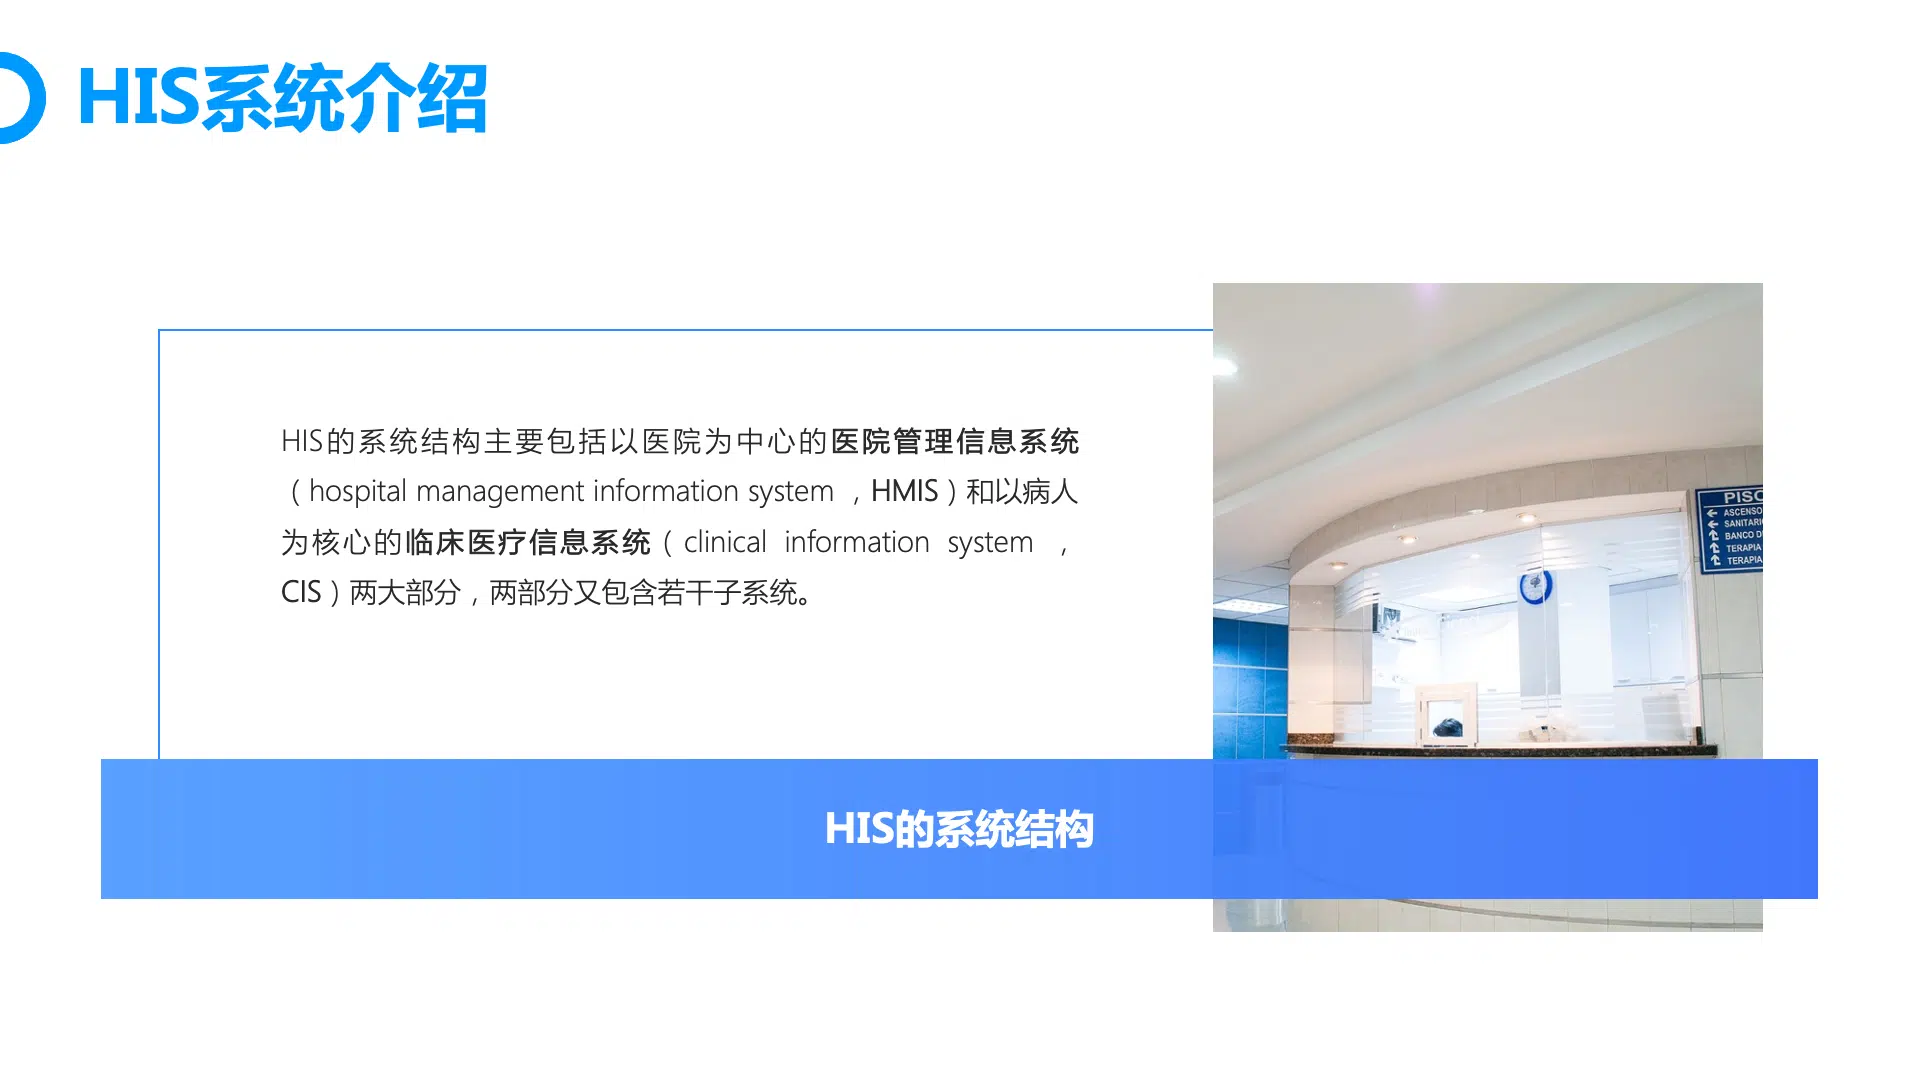 HIS系统介绍
HIS的系统结构主要包括以医院为中心的医院管理信息系统
（hospital management information system ，HMIS）和以病人
为核心的临床医疗信息系统（clinical information system ，
CIS）两大部分，两部分又包含若干子系统。
PISO
ASCENSO
SANITARI
BANCO D
TERAPIA
TERAPIA
HIS的系统结构